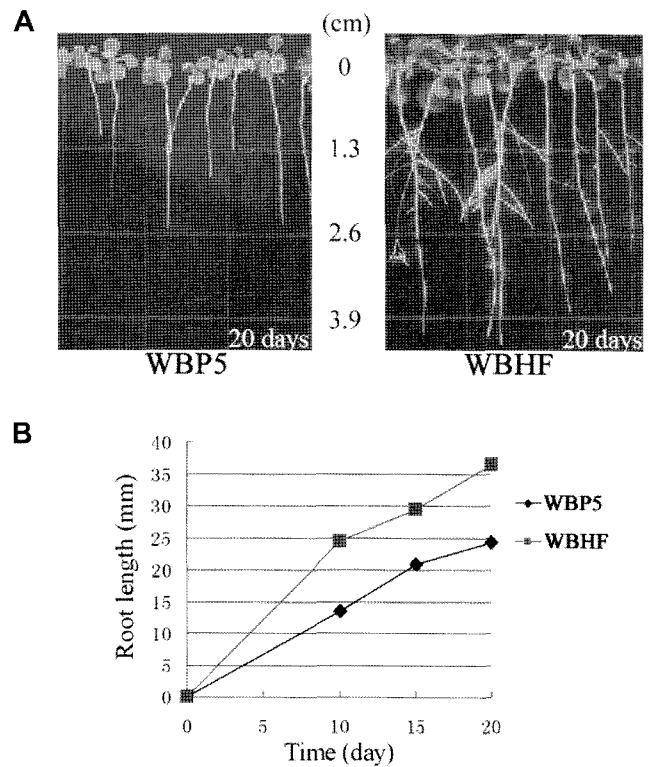 A
(cm)
0
1.3
2.6
3.9
20 days
20 days
WBP5
WBHF
B
40
35
30
25
20
15
10
5
0
Root length (mm)
0 5 10 15 20
Time (day)
WBP5
WBHF